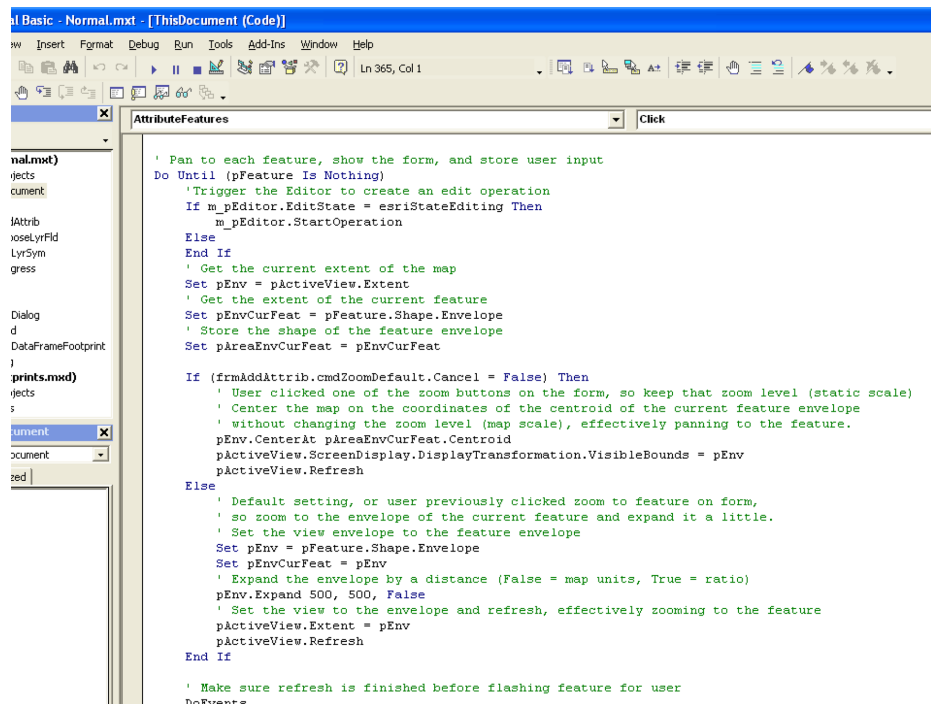 al Basic - Normal.mxt - [ThisDocument (Code)]
ew Insert Format Debug Run Tools Add-Ins Window Help
Ln 365, Col 1
AttributeFeatures Click
nal.mxt)
jects
cument
dAttrib
ooseLyrFld
LyrSym
gress
Dialog
d
DataFrameFootprint
prints.mxd)
jects
s
cument
ocument
zed
' Pan to each feature, show the form, and store user input
Do Until (pFeature Is Nothing)
'Trigger the Editor to create an edit operation
If m_pEditor.EditState = esriStateEditing Then
m_pEditor.StartOperation
Else
End If
' Get the current extent of the map
Set pEnv = pActiveView.Extent
' Get the extent of the current feature
Set pEnvCurFeat = pFeature.Shape.Envelope
' Store the shape of the feature envelope
Set pAreaEnvCurFeat = pEnvCurFeat
If (frmAddAttrib.cmdZoomDefault.Cancel = False) Then
' User clicked one of the zoom buttons on the form, so keep that zoom level (static scale)
' Center the map on the coordinates of the centroid of the current feature envelope
' without changing the zoom level (map scale), effectively panning to the feature.
pEnv.CenterAt pAreaEnvCurFeat.Centroid
pActiveView.ScreenDisplay.DisplayTransformation.VisibleBounds = pEnv
pActiveView.Refresh
Else
' Default setting, or user previously clicked zoom to feature on form,
' so zoom to the envelope of the current feature and expand it a little.
' Set the view envelope to the feature envelope
Set pEnv = pFeature.Shape.Envelope
Set pEnvCurFeat = pEnv
' Expand the envelope by a distance (False = map units, True = ratio)
pEnv.Expand 500, 500, False
' Set the view to the envelope and refresh, effectively zooming to the feature
pActiveView.Extent = pEnv
pActiveView.Refresh
End If
' Make sure refresh is finished before flashing feature for user
DoEvents